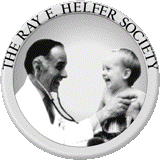 THE RAY E. HELFER SOCIETY